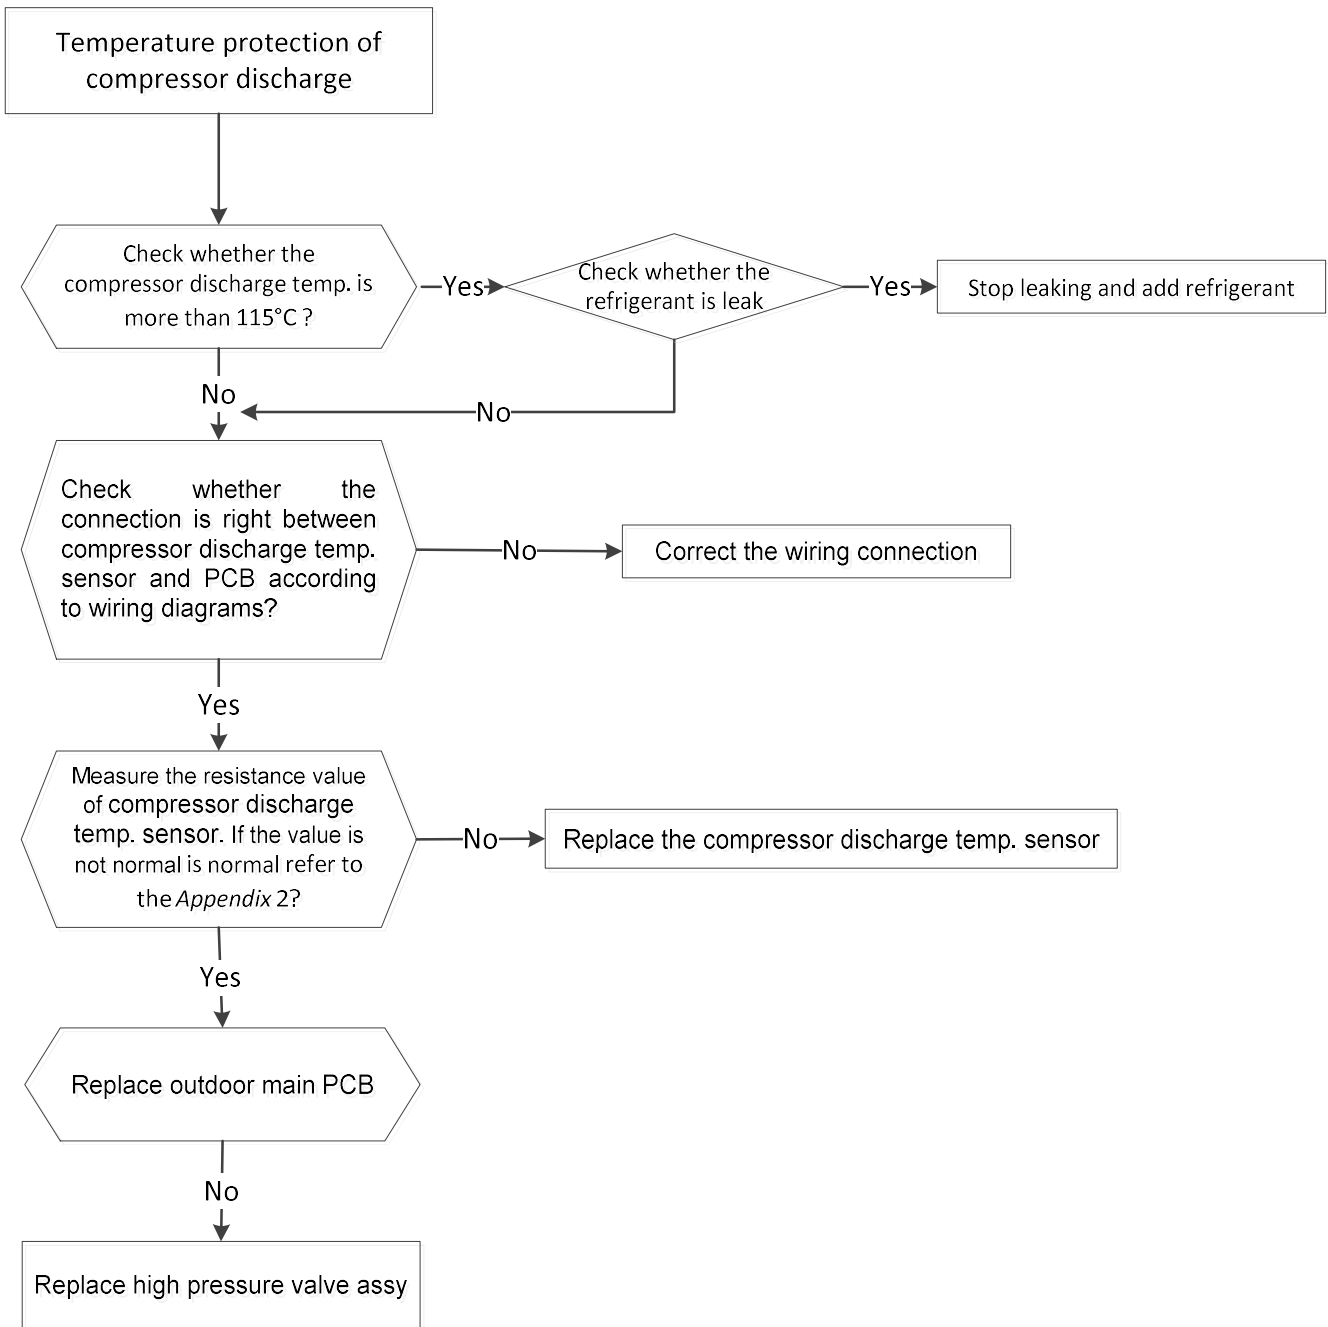 Temperature protection of
compressor discharge
Check whether the
compressor discharge temp. is
more than 115°C ?
Yes
Check whether the
refrigerant is leak
Yes
Stop leaking and add refrigerant
No
No
Check whether the
connection is right between
compressor discharge temp.
sensor and PCB according
to wiring diagrams?
No
Correct the wiring connection
Yes
Measure the resistance value
of compressor discharge
temp. sensor. If the value is
not normal is normal refer to
the Appendix 2?
No
Replace the compressor discharge temp. sensor
Yes
Replace outdoor main PCB
No
Replace high pressure valve assy